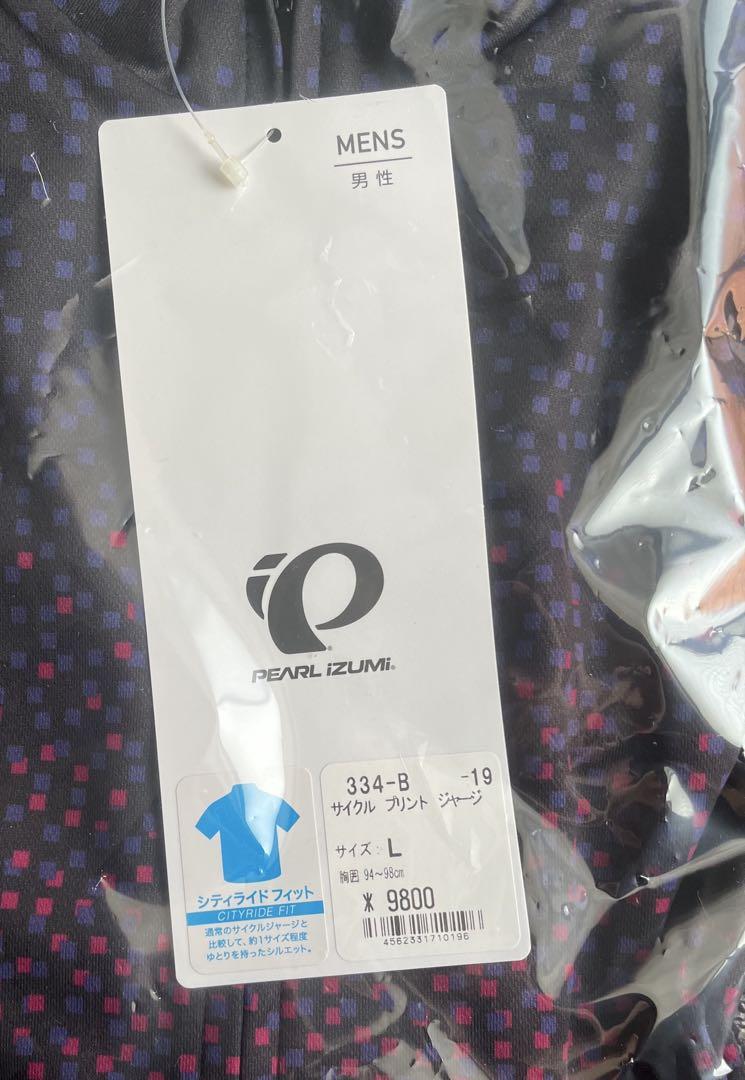 MENS
男性
PEARL iZUMi
334-B -19
サイクル プリント ジャージ
サイズ: L
胸囲 94～98cm
¥ 9800
4562331710196
シティライド フィット
CITYRIDE FIT
通常のサイクルジャージと
比較して、約1サイズ程度
ゆとりを持ったシルエット。